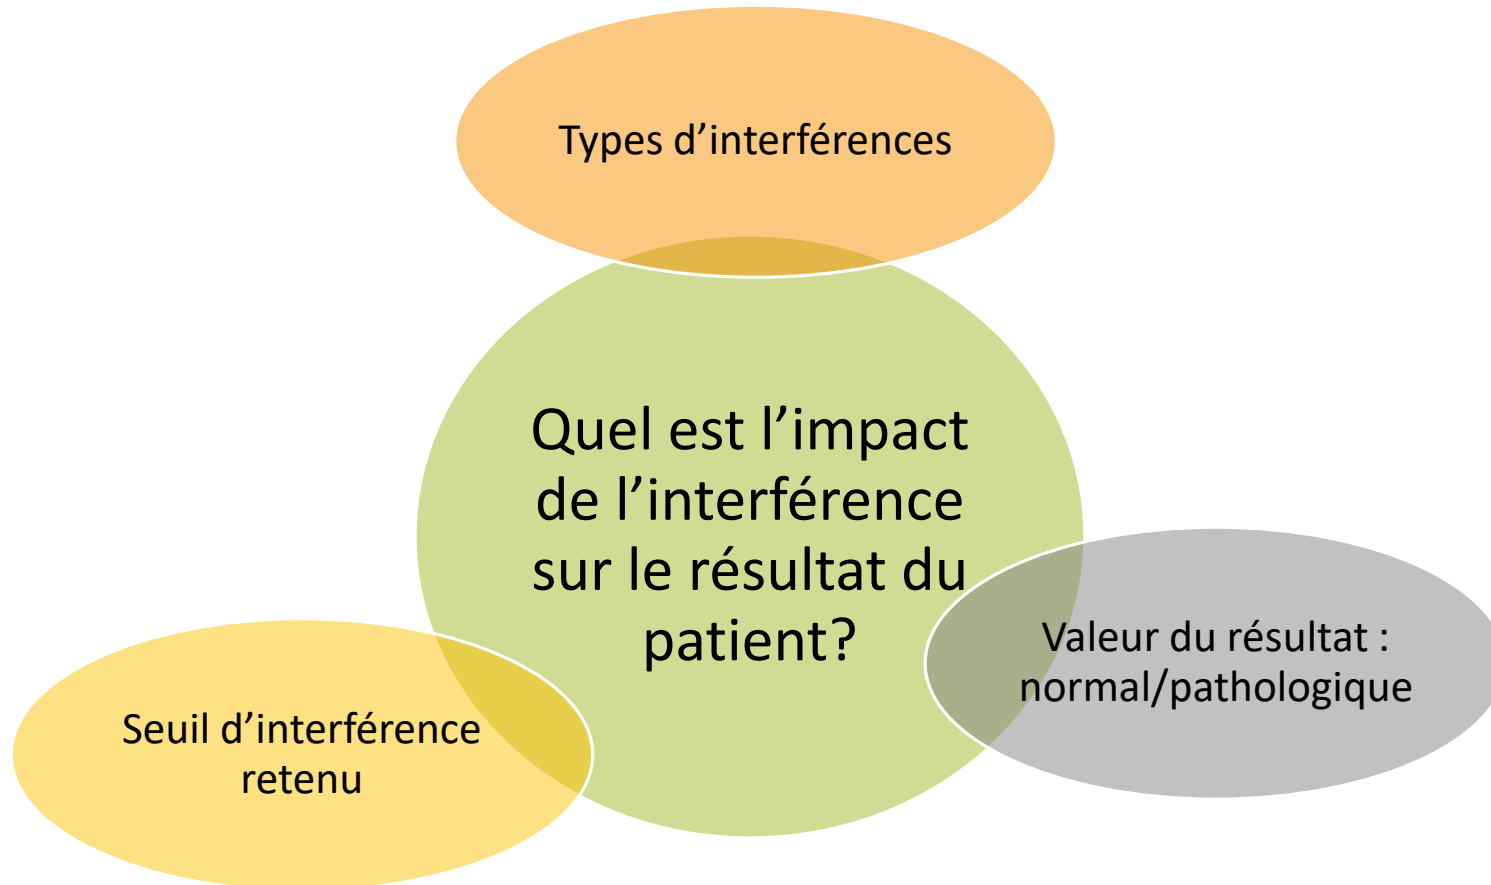 Types d’interférences
Quel est l’impact
de l’interférence
sur le résultat du
patient?
Valeur du résultat :
normal/pathologique
Seuil d’interférence
retenu